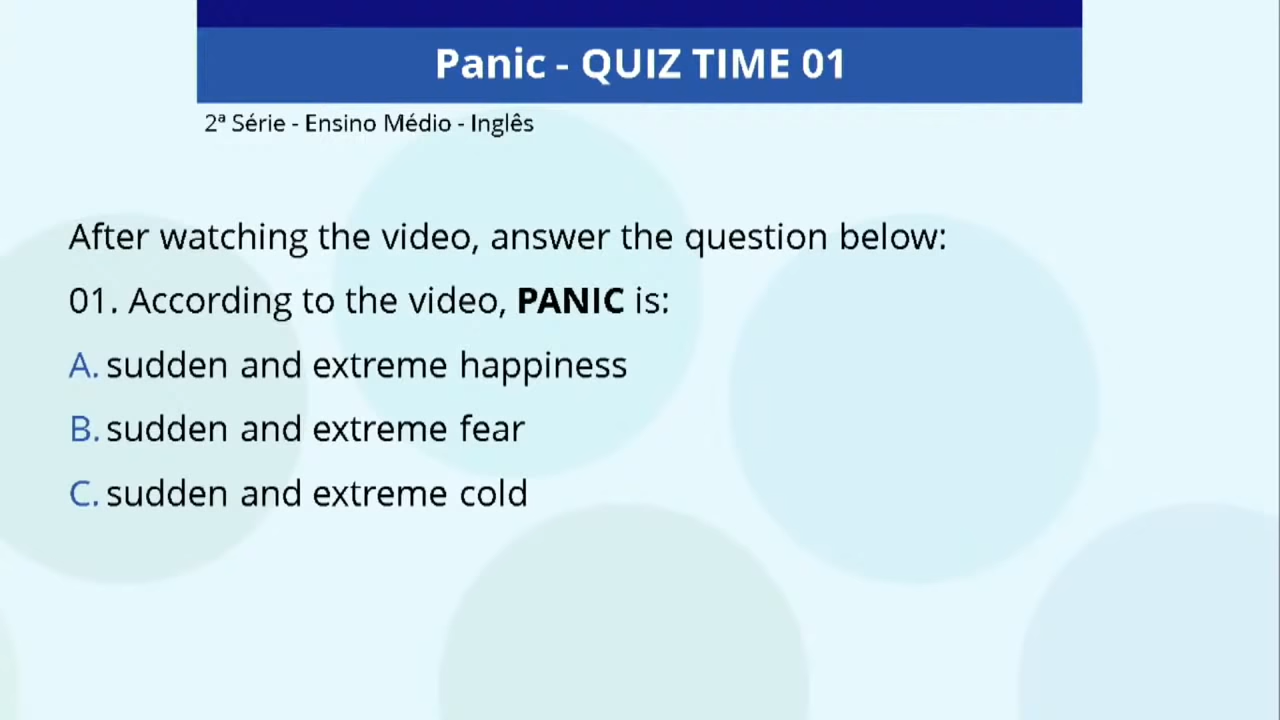 Panic - QUIZ TIME 01
2ª Série - Ensino Médio - Inglês
After watching the video, answer the question below:
01. According to the video, PANIC is:
A. sudden and extreme happiness
B. sudden and extreme fear
C. sudden and extreme cold